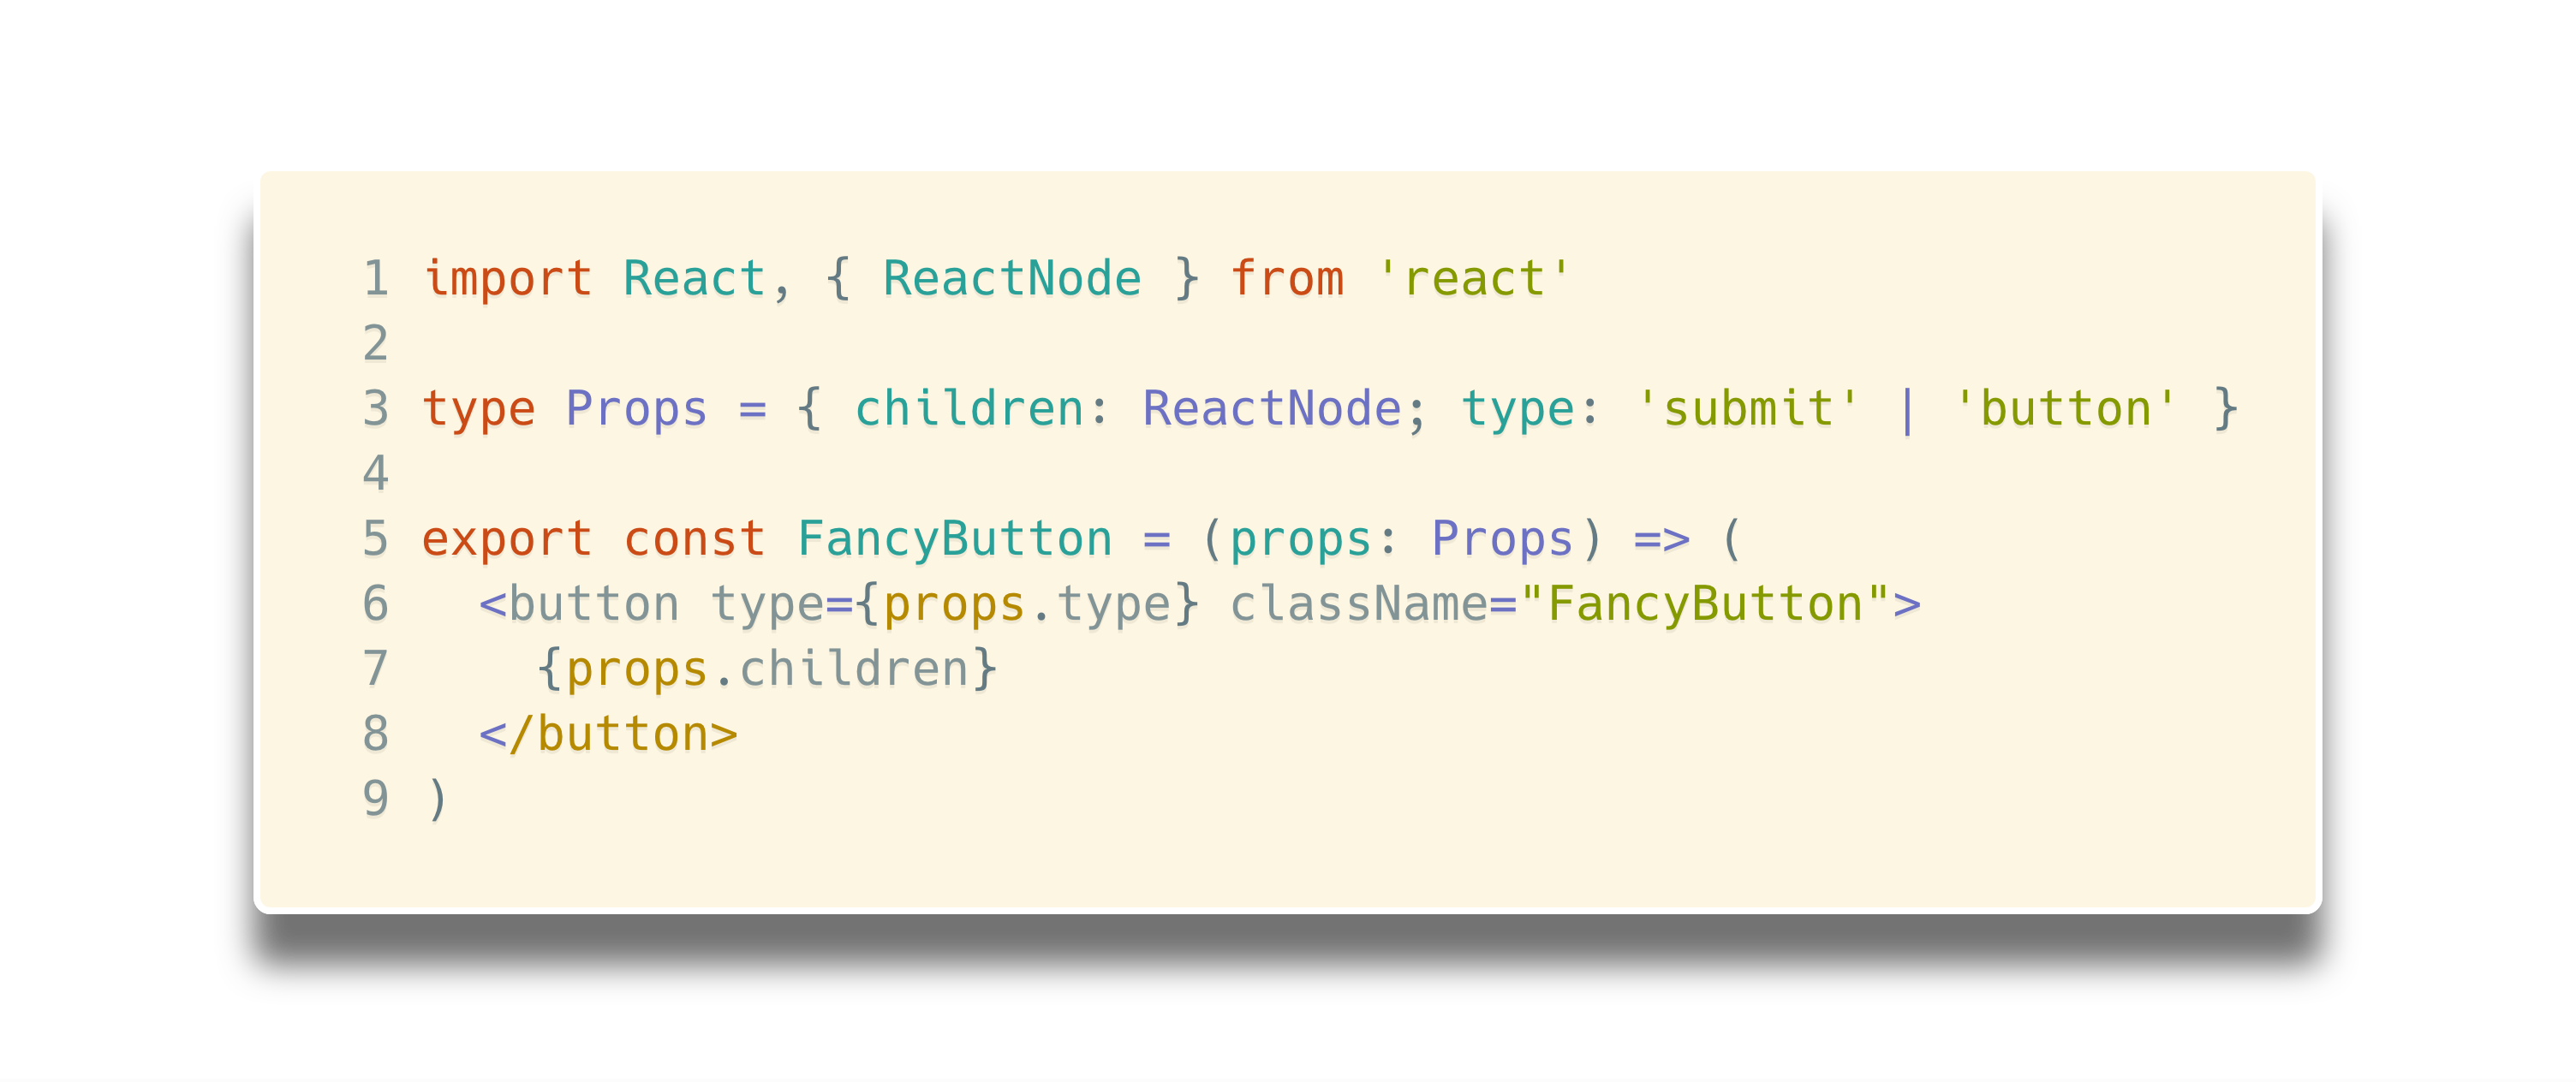 1 import React, { ReactNode } from 'react'
2
3 type Props = { children: ReactNode; type: 'submit' | 'button' }
4
5 export const FancyButton = (props: Props) => (
6   <button type={props.type} className="FancyButton">
7     {props.children}
8   </button>
9 )